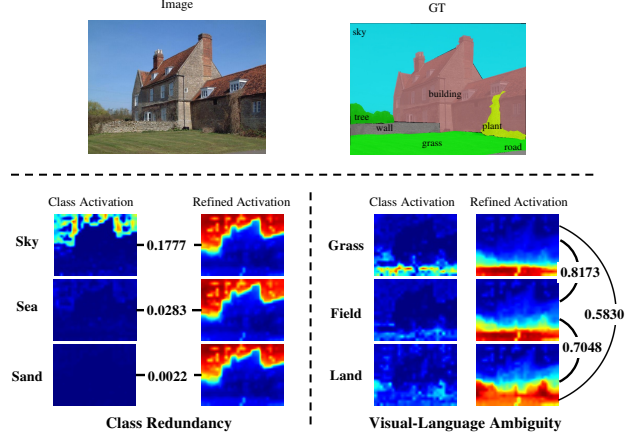 Image
GT
sky
building
tree
wall
plant
grass
road
Class Activation
Refined Activation
Sky
0.1777
Sea
0.0283
Sand
0.0022
Class Redundancy
Class Activation
Refined Activation
Grass
0.8173
Field
0.5830
0.7048
Land
Visual-Language Ambiguity